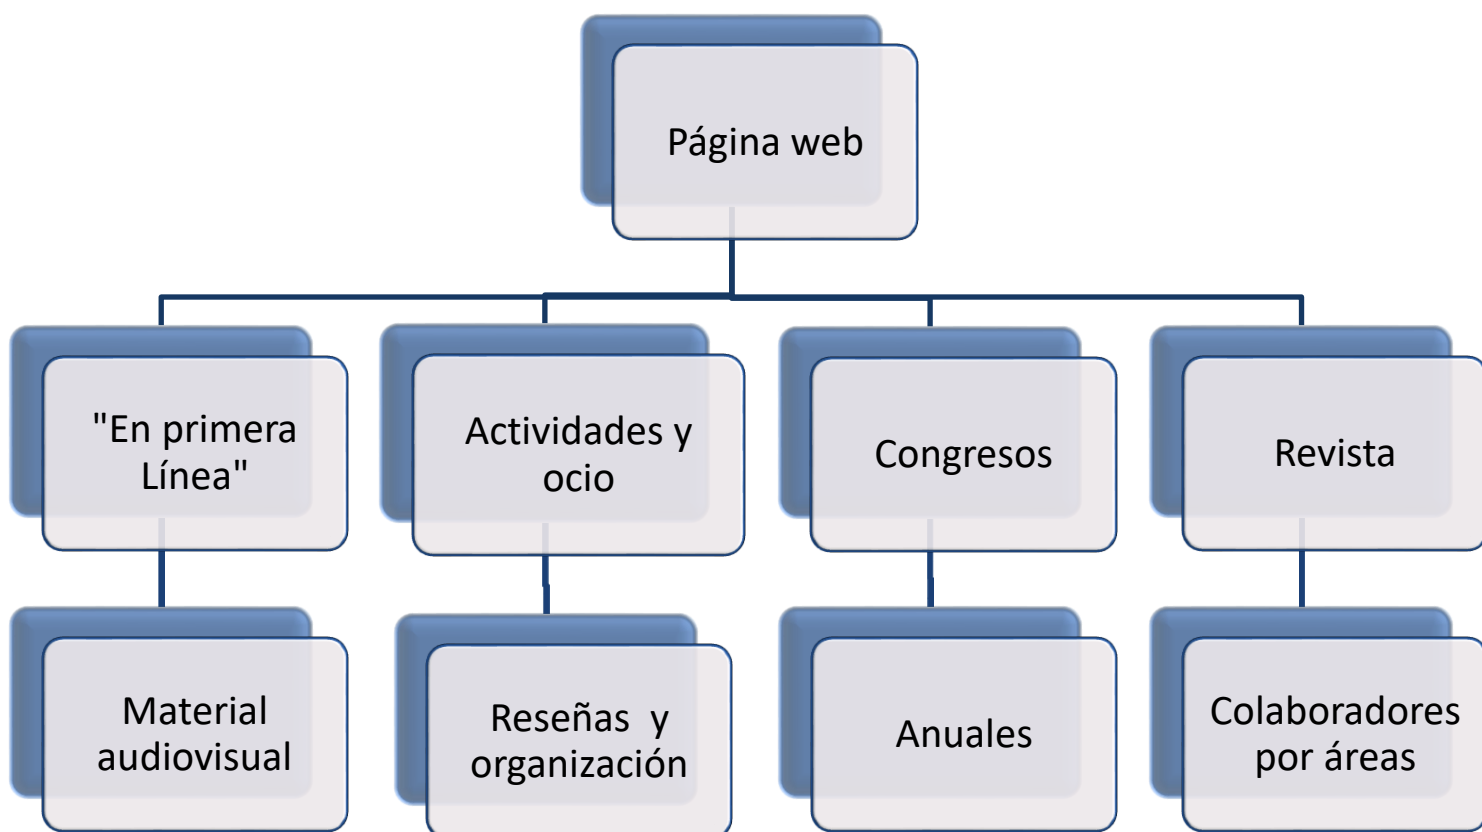 Página web
"En primera
Línea"
Actividades y
ocio
Congresos
Revista
Material
audiovisual
Reseñas y
organización
Anuales
Colaboradores
por áreas